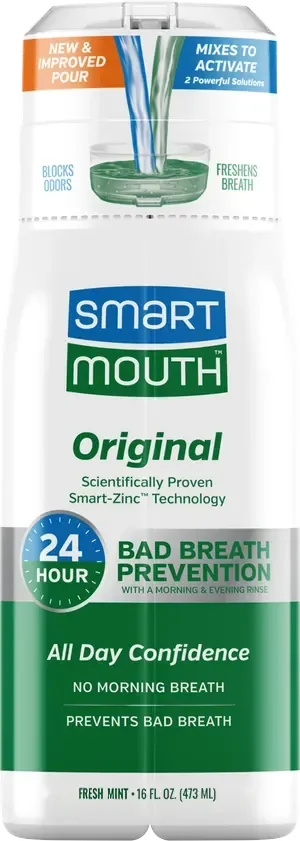 NEW &
IMPROVED
POUR
MIXES TO
ACTIVATE
2 Powerful Solutions
BLOCKS
ODORS
FRESHENS
BREATH
SMART
MOUTH™
Original
Scientifically Proven
Smart-Zinc™ Technology
24
HOUR
BAD BREATH
PREVENTION
WITH A MORNING & EVENING RINSE
All Day Confidence
NO MORNING BREATH
PREVENTS BAD BREATH
FRESH MINT • 16 FL. OZ. (473 ML)